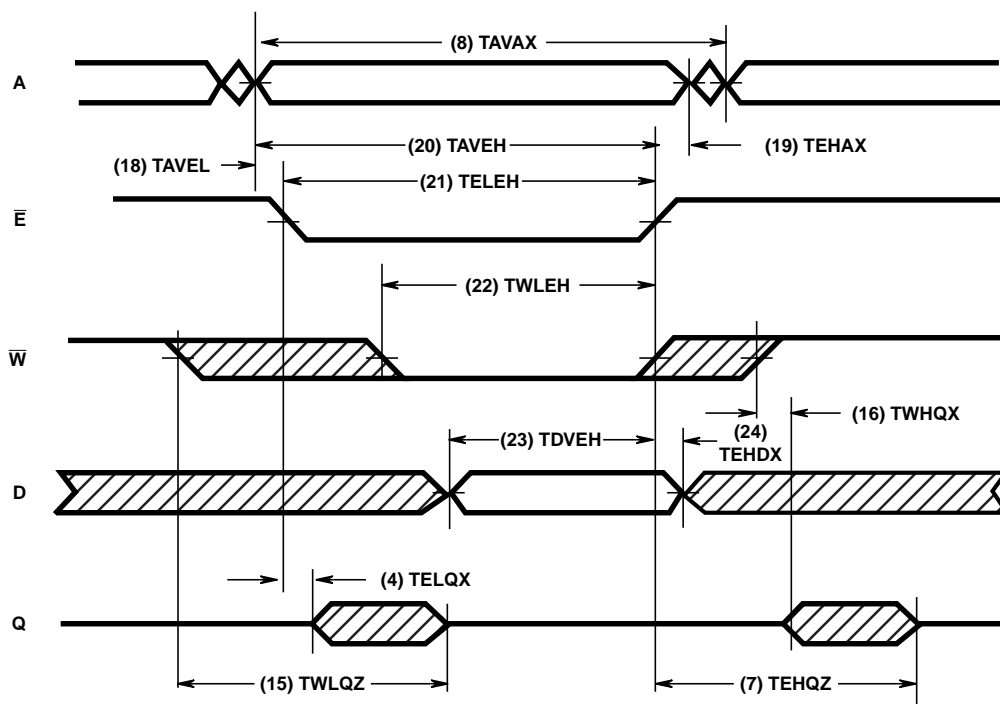 (8) TAVAX
A
(20) TAVEH
(19) TEHAX
(18) TAVEL
(21) TELEH
E̅
(22) TWLEH
W̅
(16) TWHQX
(24)
TEHDX
(23) TDVEH
D
(4) TELQX
Q
(15) TWLQZ
(7) TEHQZ